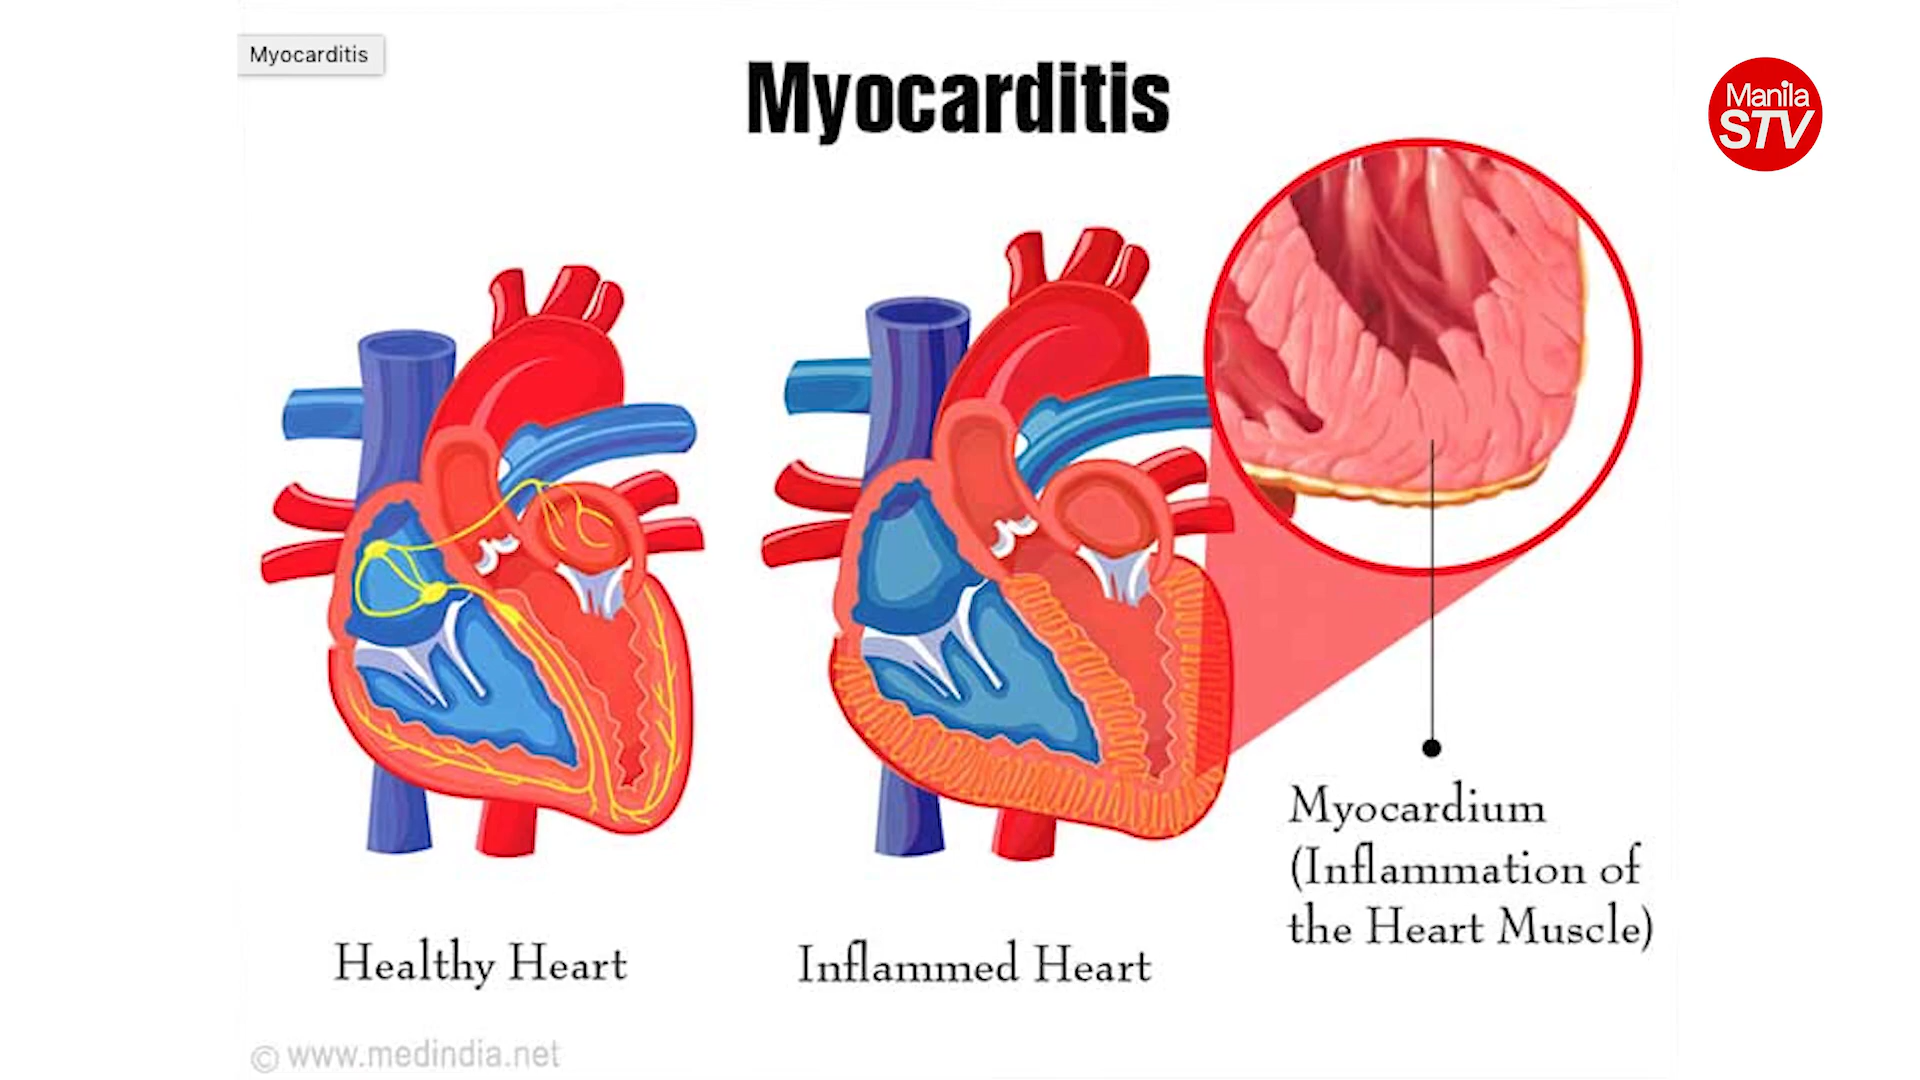 Myocarditis
Myocarditis
Manila
STV
Myocardium
(Inflammation of
the Heart Muscle)
Healthy Heart
Inflammed Heart
© www.medindia.net